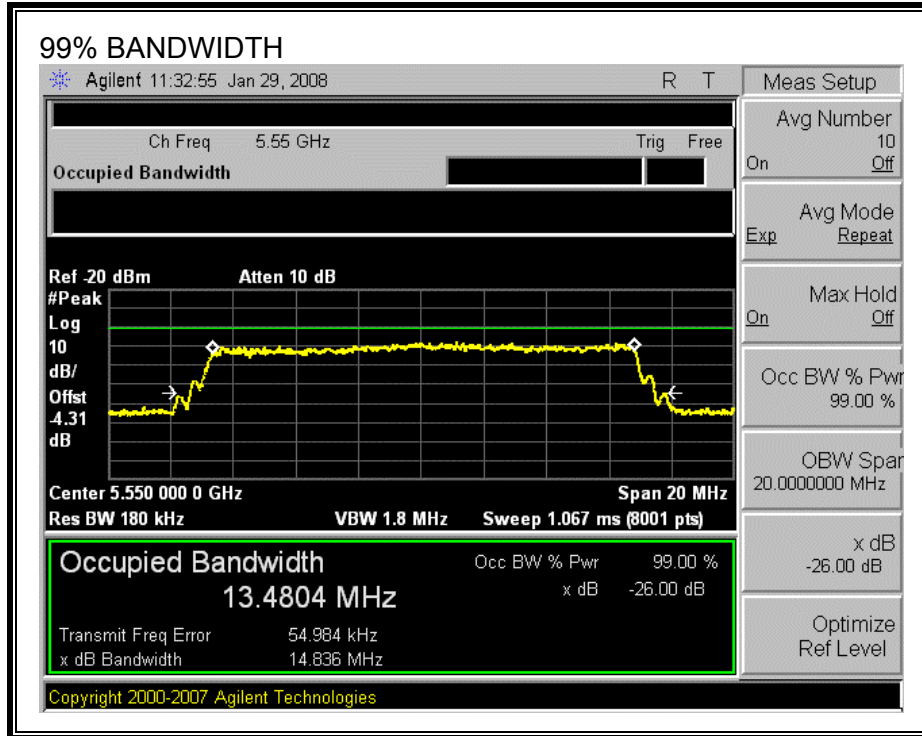 99% BANDWIDTH
Agilent 11:32:55 Jan 29, 2008 R T
Ch Freq 5.55 GHz Trig Free
Occupied Bandwidth
Ref -20 dBm Atten 10 dB
#Peak
Log
10
dB/
Offst
-4.31
dB
Center 5.550 000 0 GHz Span 20 MHz
Res BW 180 kHz VBW 1.8 MHz Sweep 1.067 ms (8001 pts)
Occupied Bandwidth Occ BW % Pwr 99.00 %
13.4804 MHz x dB -26.00 dB
Transmit Freq Error 54.984 kHz
x dB Bandwidth 14.836 MHz
Copyright 2000-2007 Agilent Technologies
Meas Setup
Avg Number
10
On Off
Avg Mode
Exp Repeat
Max Hold
On Off
Occ BW % Pwr
99.00 %
OBW Span
20.0000000 MHz
x dB
-26.00 dB
Optimize
Ref Level